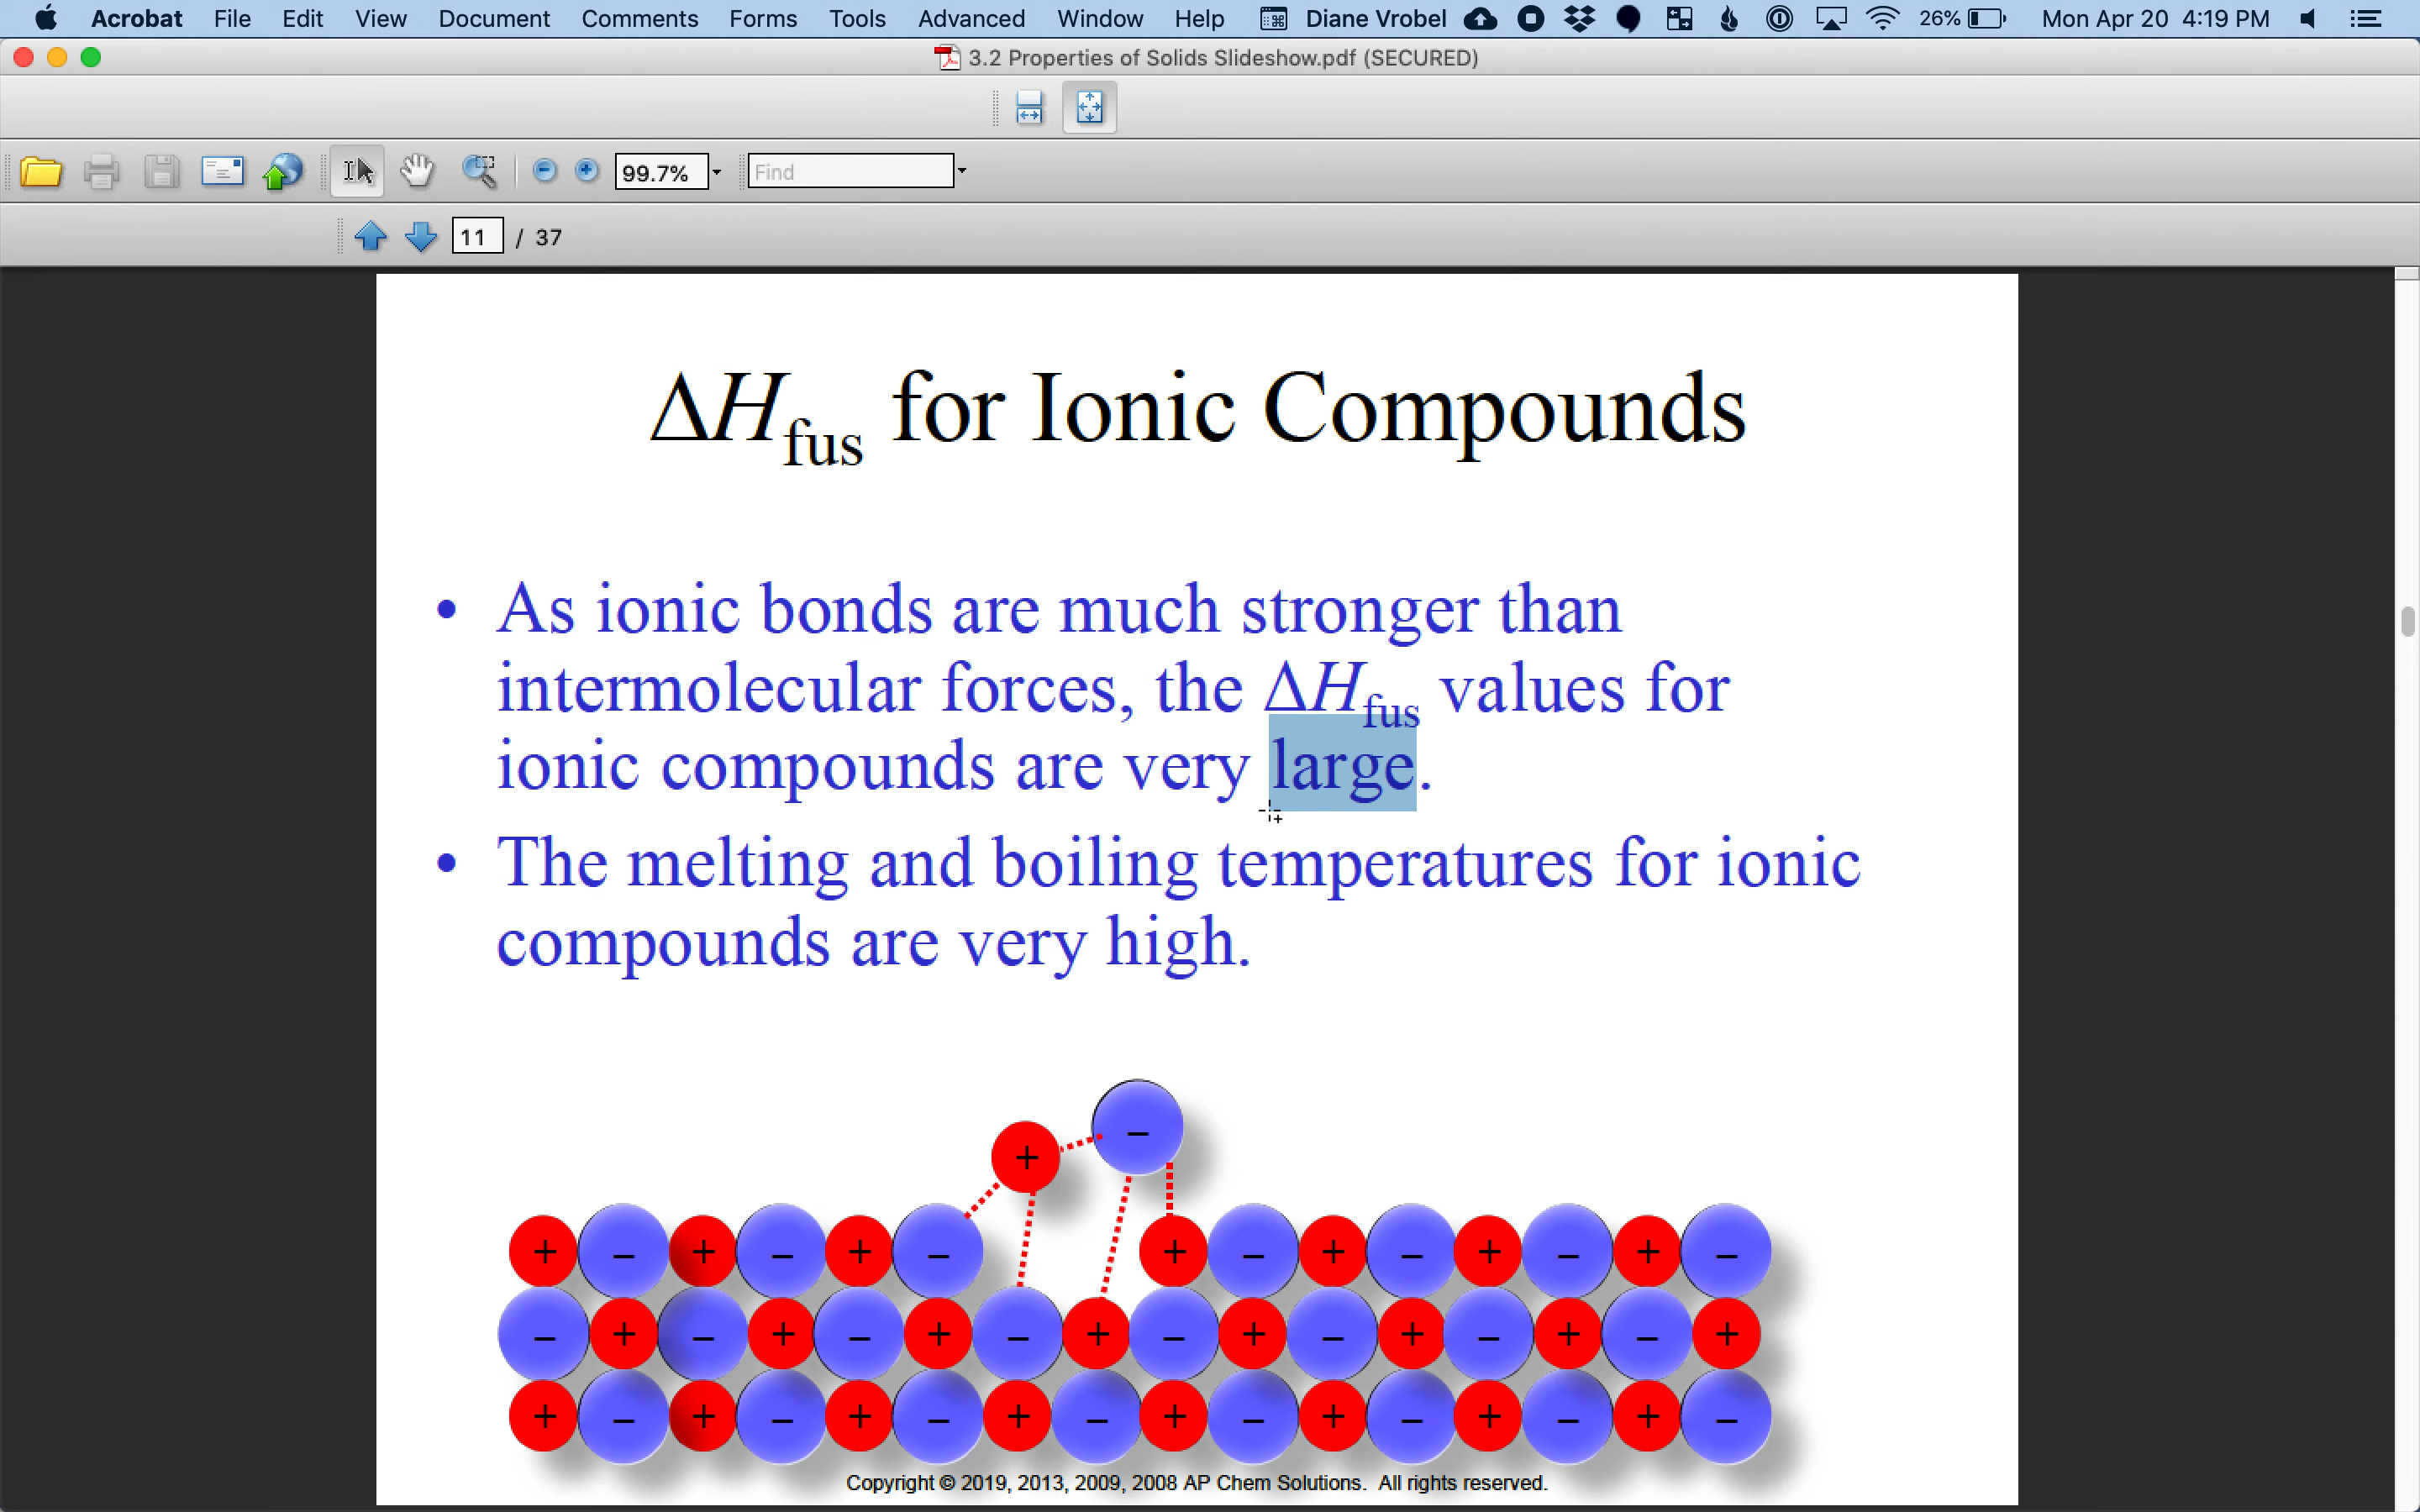 Acrobat File Edit View Document Comments Forms Tools Advanced Window Help Diane Vrobel 26% Mon Apr 20 4:19 PM
3.2 Properties of Solids Slideshow.pdf (SECURED)
99.7% Find
11 / 37
ΔHfus for Ionic Compounds
• As ionic bonds are much stronger than
intermolecular forces, the ΔHfus values for
ionic compounds are very large.
• The melting and boiling temperatures for ionic
compounds are very high.
–
+
+ – + – + – + – + – + – + –
– + – + – + – + – + – + – + – +
+ – + – + – + – + – + – + – + –
Copyright © 2019, 2013, 2009, 2008 AP Chem Solutions. All rights reserved.